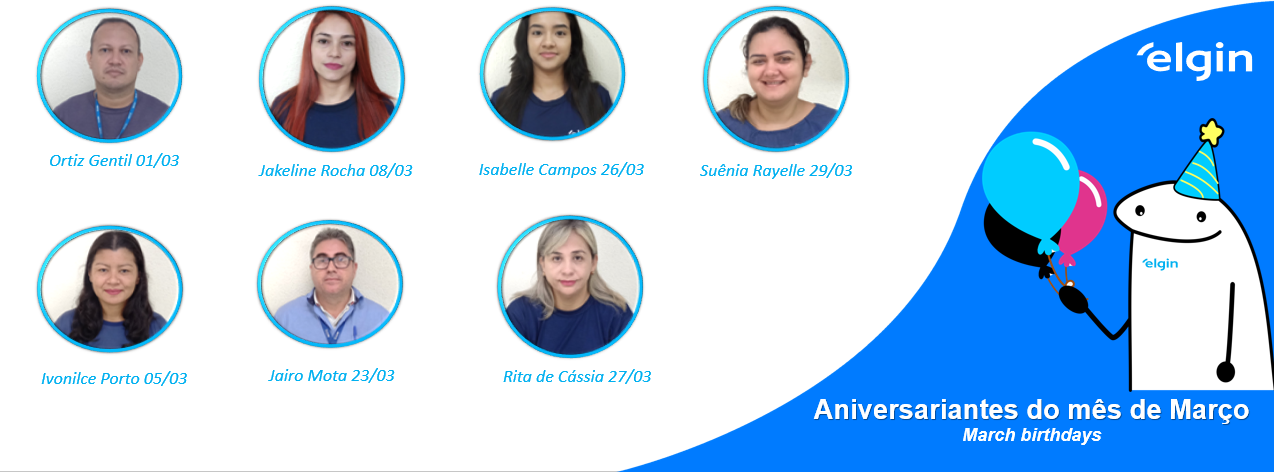 elgin
Ortiz Gentil 01/03
Jakeline Rocha 08/03
Isabelle Campos 26/03
Suênia Rayelle 29/03
elgin
Ivonilce Porto 05/03
Jairo Mota 23/03
Rita de Cássia 27/03
Aniversariantes do mês de Março
March birthdays